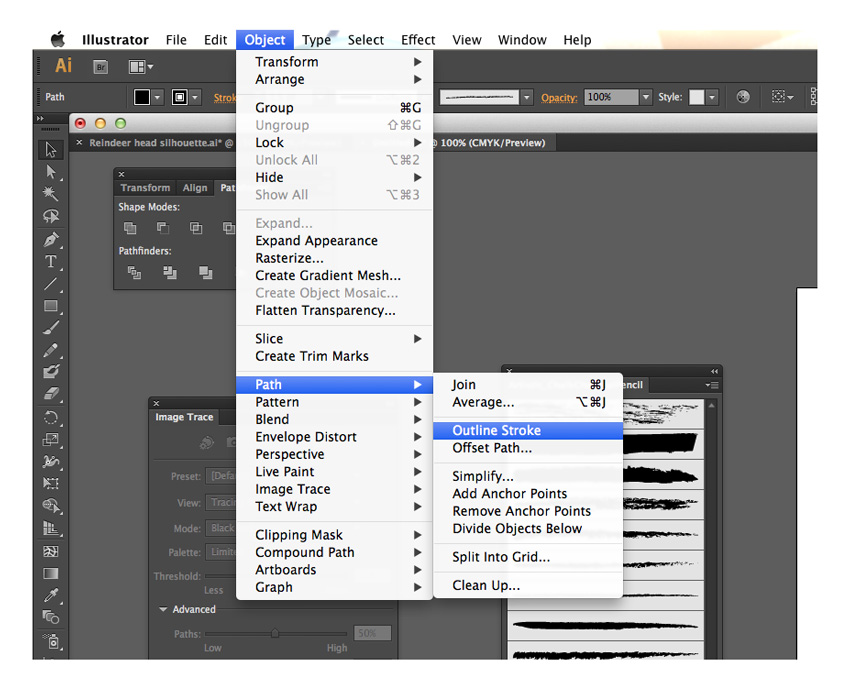 Illustrator File Edit Object Type Select Effect View Window Help
Ai Br
Path Strok Opacity: 100% Style:
Reindeer head silhouette.ai* @ @ 100% (CMYK/Preview)
Transform
Arrange
Group ⌘G
Ungroup ⇧⌘G
Lock
Unlock All ⌥⌘2
Hide
Show All ⌥⌘3
Expand...
Expand Appearance
Rasterize...
Create Gradient Mesh...
Create Object Mosaic...
Flatten Transparency...
Slice
Create Trim Marks
Path
Pattern
Blend
Envelope Distort
Perspective
Live Paint
Image Trace
Text Wrap
Clipping Mask
Compound Path
Artboards
Graph
Join ⌘J
Average... ⌥⌘J
Outline Stroke
Offset Path...
Simplify...
Add Anchor Points
Remove Anchor Points
Divide Objects Below
Split Into Grid...
Clean Up...
Transform Align Pat
Shape Modes:
Pathfinders:
Image Trace
Preset: [Defa
View: Tracin
Mode: Black
Palette: Limite
Threshold:
Less
Advanced
Paths: 50%
Low High
encil